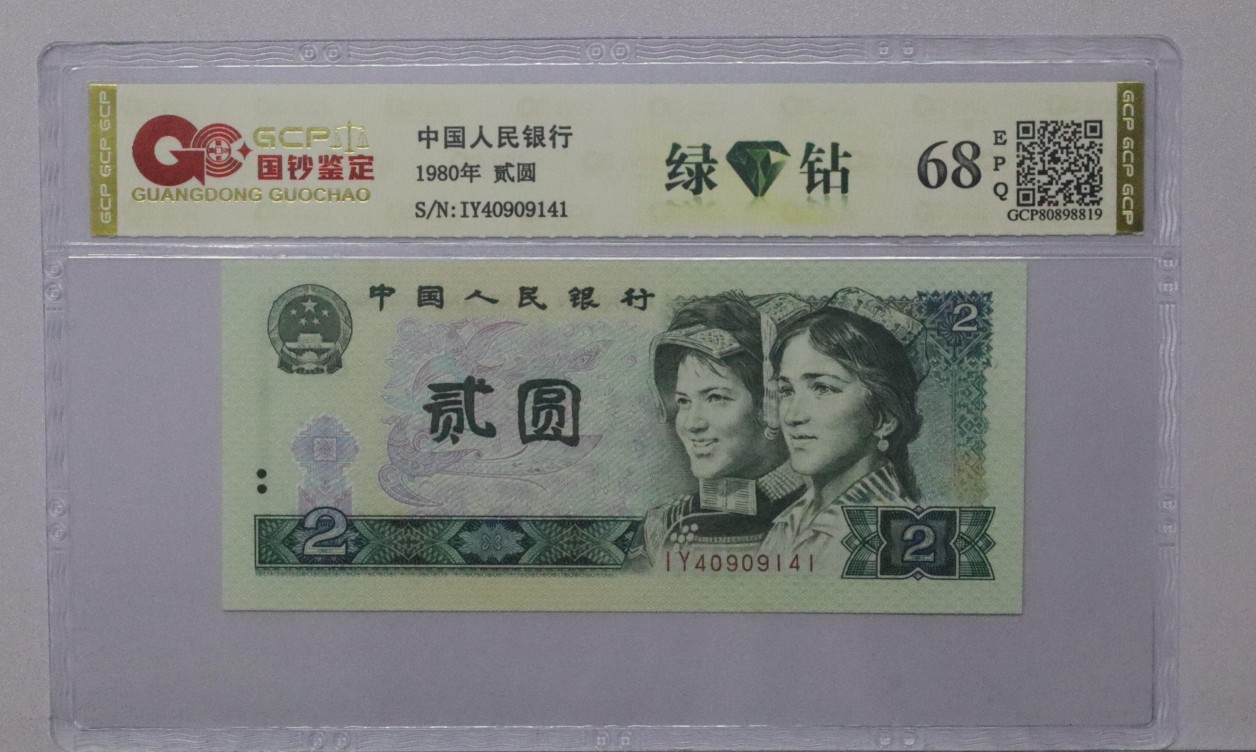 GCP GCP GCP
GCP
国钞鉴定
GUANGDONG GUOCHAO
中国人民银行
1980年 贰圆
S/N:IY40909141
绿 钻
68
E
P
Q
GCP80898819
GCP GCP GCP
中国人民银行
2
贰圆
2
IY40909141
2